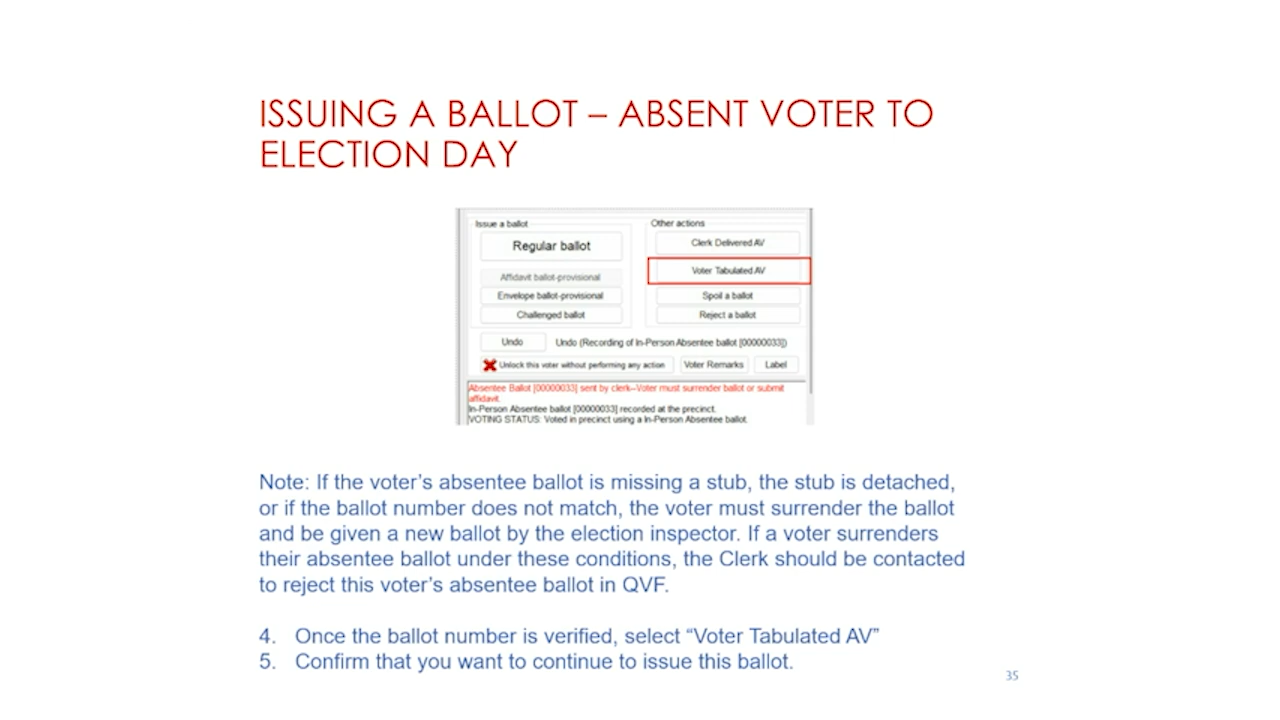 ISSUING A BALLOT – ABSENT VOTER TO
ELECTION DAY
Issue a ballot
Regular ballot
Affidavit ballot-provisional
Envelope ballot-provisional
Challenged ballot
Other actions
Clerk Delivered AV
Voter Tabulated AV
Spoil a ballot
Reject a ballot
Undo
Undo (Recording of In-Person Absentee ballot [00000033])
Unlock this voter without performing any action
Voter Remarks
Label
Absentee Ballot [00000033] sent by clerk--Voter must surrender ballot or submit
affidavit.
In-Person Absentee ballot [00000033] recorded at the precinct.
VOTING STATUS: Voted in precinct using a In-Person Absentee ballot.
Note: If the voter’s absentee ballot is missing a stub, the stub is detached,
or if the ballot number does not match, the voter must surrender the ballot
and be given a new ballot by the election inspector. If a voter surrenders
their absentee ballot under these conditions, the Clerk should be contacted
to reject this voter’s absentee ballot in QVF.
4. Once the ballot number is verified, select “Voter Tabulated AV”
5. Confirm that you want to continue to issue this ballot.
35